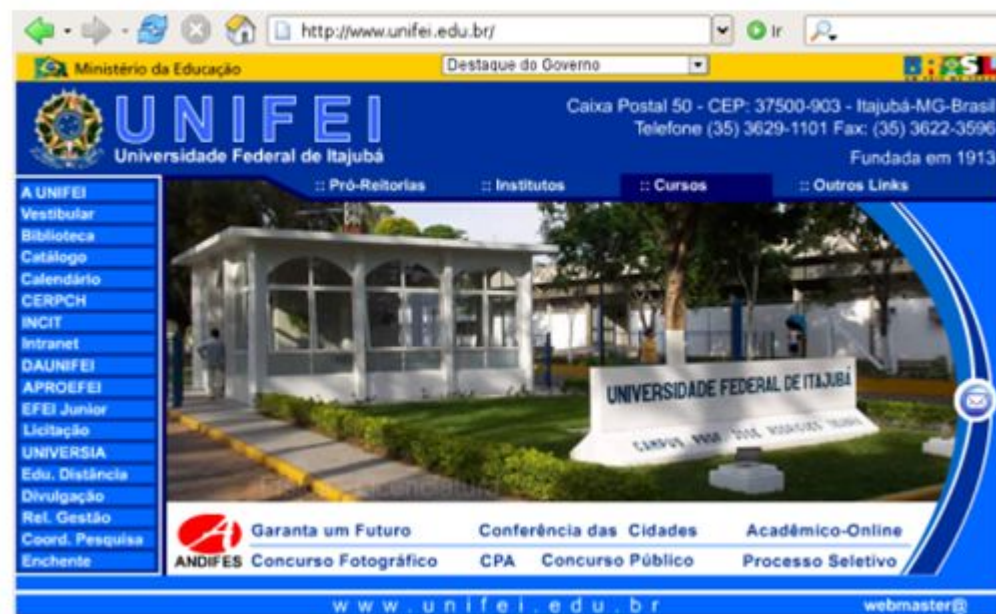 http://www.unifei.edu.br/
Ir
Ministério da Educação
Destaque do Governo
UNIFEI
Universidade Federal de Itajubá
Caixa Postal 50 - CEP: 37500-903 - Itajubá-MG-Brasil
Telefone (35) 3629-1101 Fax: (35) 3622-3596
Fundada em 1913
:: Pró-Reitorias
:: Institutos
:: Cursos
:: Outros Links
A UNIFEI
Vestibular
Biblioteca
Catálogo
Calendário
CERPCH
INCIT
Intranet
DAUNIFEI
APROEFEI
EFEI Junior
Licitação
UNIVERSIA
Edu. Distância
Divulgação
Rel. Gestão
Coord. Pesquisa
Enchente
UNIVERSIDADE FEDERAL DE ITAJUBÁ
CAMPUS PROF. JOSÉ RODRIGUES
ANDIFES
Garanta um Futuro
Conferência das Cidades
Acadêmico-Online
Concurso Fotográfico
CPA
Concurso Público
Processo Seletivo
www.unifei.edu.br
webmaster@